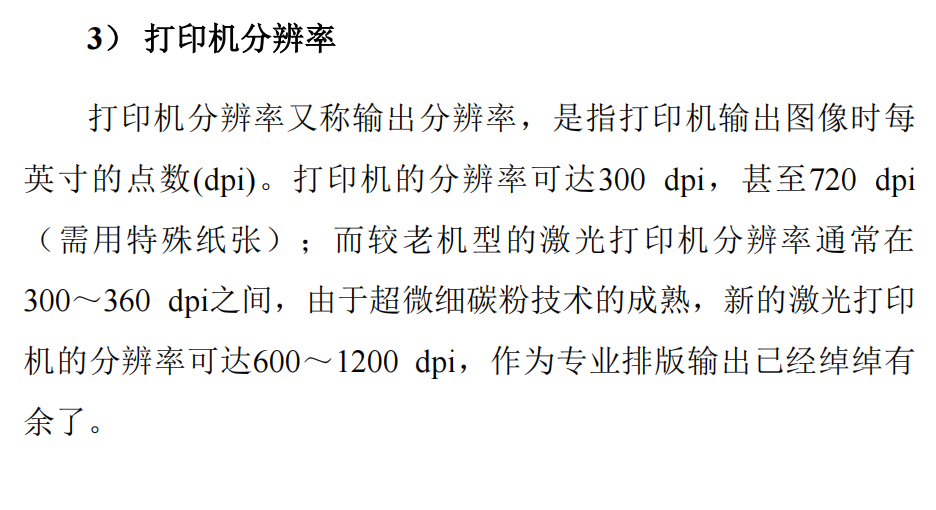 3） 打印机分辨率
打印机分辨率又称输出分辨率，是指打印机输出图像时每
英寸的点数(dpi)。打印机的分辨率可达300 dpi，甚至720 dpi
（需用特殊纸张）；而较老机型的激光打印机分辨率通常在
300～360 dpi之间，由于超微细碳粉技术的成熟，新的激光打印
机的分辨率可达600～1200 dpi，作为专业排版输出已经绰绰有
余了。